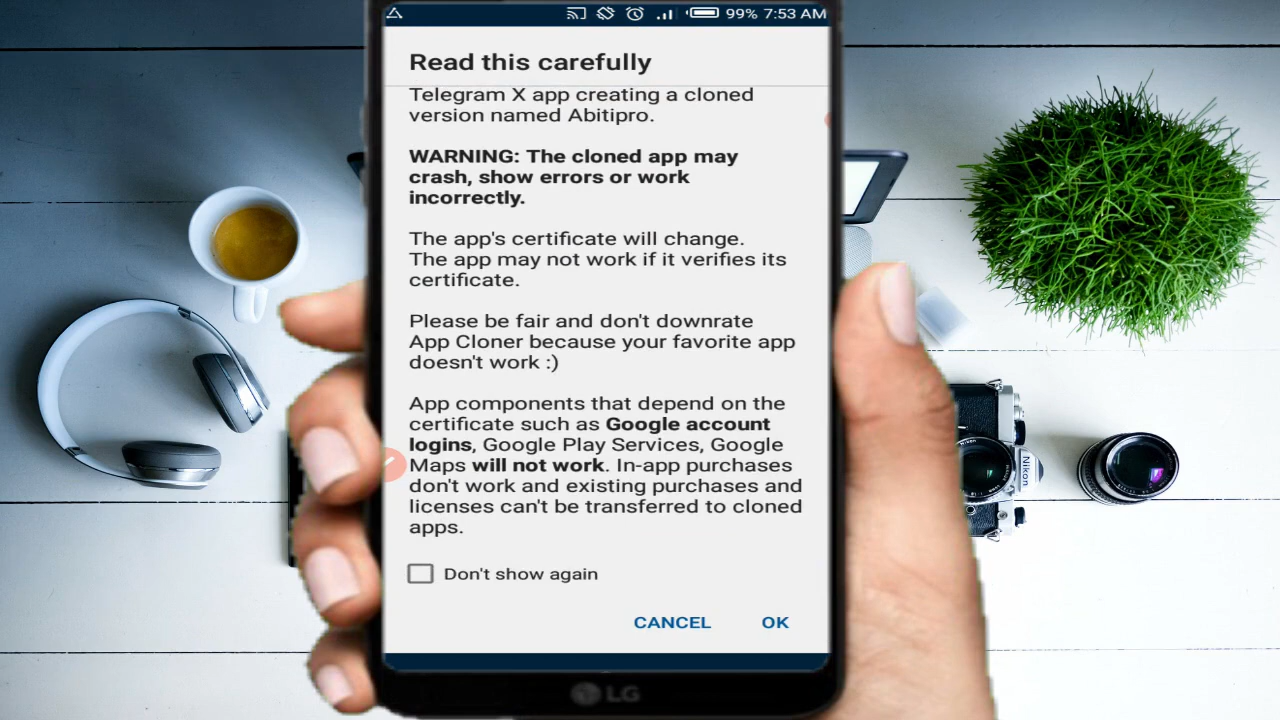 99% 7:53 AM
Read this carefully
Telegram X app creating a cloned
version named Abitipro.
WARNING: The cloned app may
crash, show errors or work
incorrectly.
The app's certificate will change.
The app may not work if it verifies its
certificate.
Please be fair and don't downrate
App Cloner because your favorite app
doesn't work :)
App components that depend on the
certificate such as Google account
logins, Google Play Services, Google
Maps will not work. In-app purchases
don't work and existing purchases and
licenses can't be transferred to cloned
apps.
Don't show again
CANCEL OK
LG
Nikon